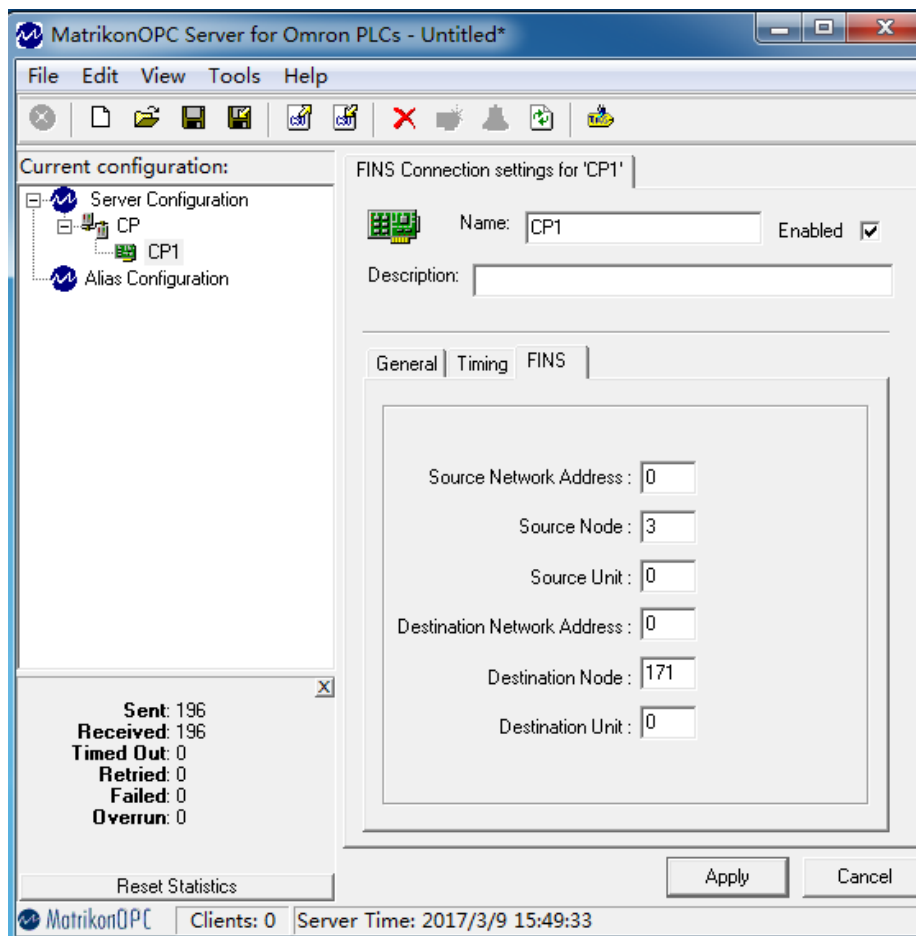 MatrikonOPC Server for Omron PLCs - Untitled*
File Edit View Tools Help
Current configuration:
Server Configuration
CP
CP1
Alias Configuration
FINS Connection settings for 'CP1'
Name: CP1 Enabled
Description:
General Timing FINS
Source Network Address : 0
Source Node : 3
Source Unit : 0
Destination Network Address : 0
Destination Node : 171
Destination Unit : 0
Sent: 196
Received: 196
Timed Out: 0
Retried: 0
Failed: 0
Overrun: 0
Reset Statistics
Apply Cancel
MatrikonOPC Clients: 0 Server Time: 2017/3/9 15:49:33